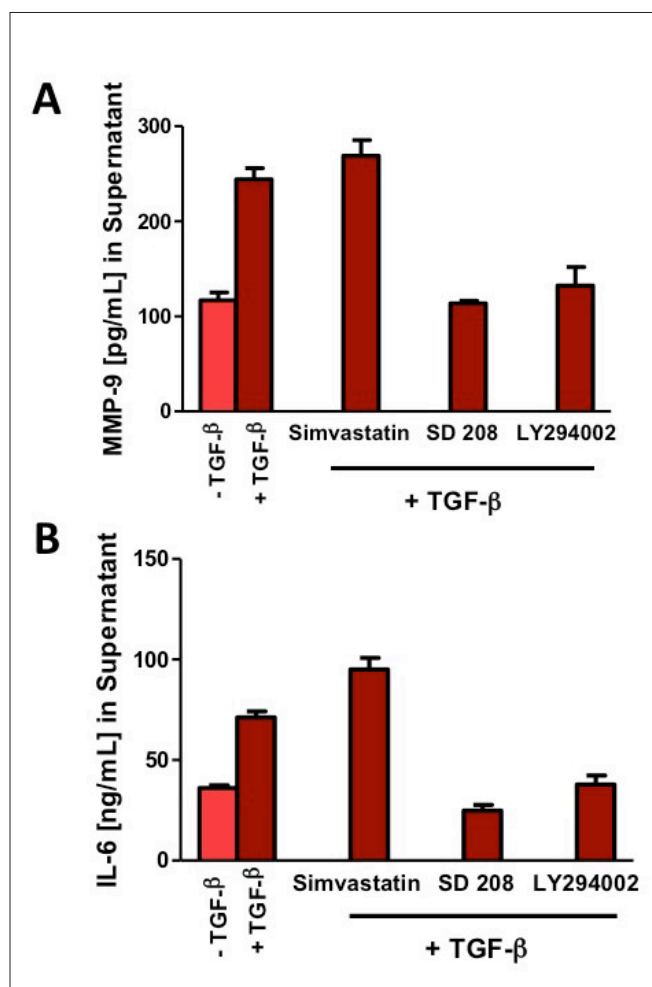 A
MMP-9 [pg/mL] in Supernatant
300
200
100
0
- TGF-β
+ TGF-β
Simvastatin SD 208 LY294002
+ TGF-β
B
IL-6 [ng/mL] in Supernatant
150
100
50
0
- TGF-β
+ TGF-β
Simvastatin SD 208 LY294002
+ TGF-β